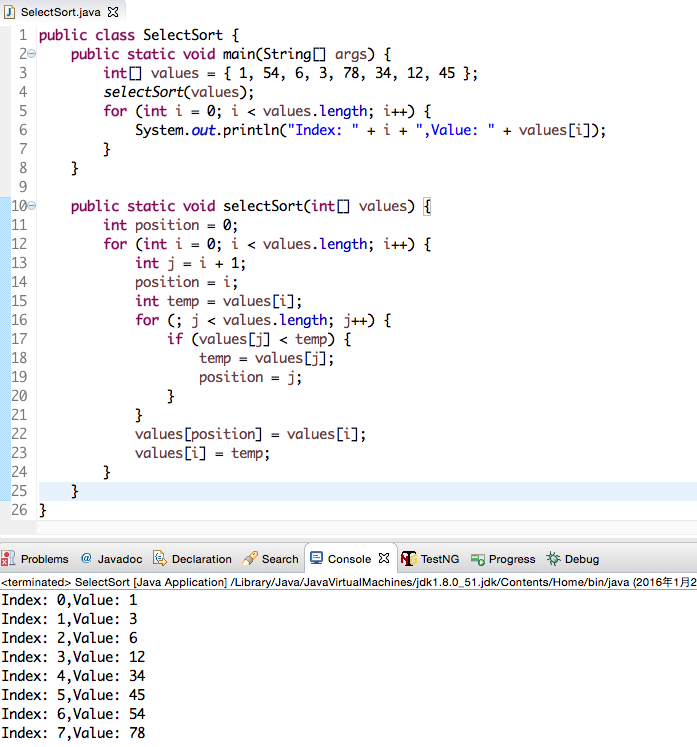 SelectSort.java
1 public class SelectSort {
2 public static void main(String[] args) {
3 int[] values = { 1, 54, 6, 3, 78, 34, 12, 45 };
4 selectSort(values);
5 for (int i = 0; i < values.length; i++) {
6 System.out.println("Index: " + i + ",Value: " + values[i]);
7 }
8 }
9
10 public static void selectSort(int[] values) {
11 int position = 0;
12 for (int i = 0; i < values.length; i++) {
13 int j = i + 1;
14 position = i;
15 int temp = values[i];
16 for (; j < values.length; j++) {
17 if (values[j] < temp) {
18 temp = values[j];
19 position = j;
20 }
21 }
22 values[position] = values[i];
23 values[i] = temp;
24 }
25 }
26 }
Problems @ Javadoc Declaration Search Console TestNG Progress Debug
<terminated> SelectSort [Java Application] /Library/Java/JavaVirtualMachines/jdk1.8.0_51.jdk/Contents/Home/bin/java (2016年1月2
Index: 0,Value: 1
Index: 1,Value: 3
Index: 2,Value: 6
Index: 3,Value: 12
Index: 4,Value: 34
Index: 5,Value: 45
Index: 6,Value: 54
Index: 7,Value: 78